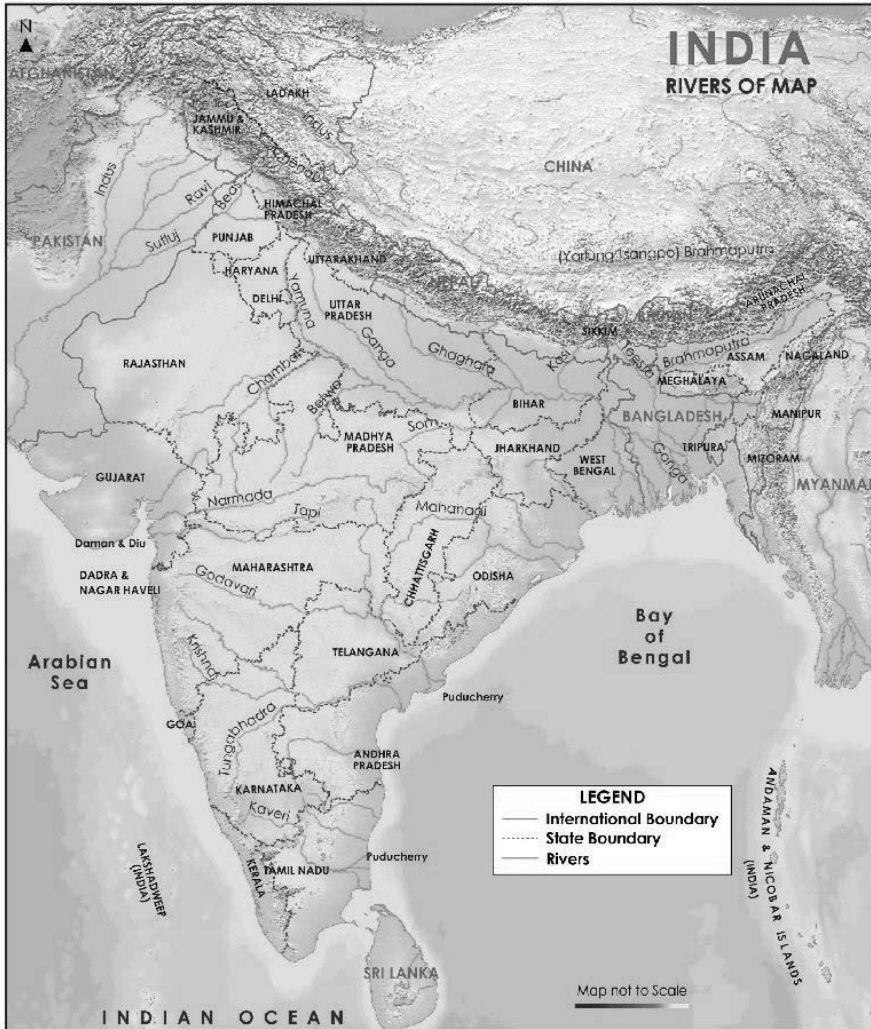 N
INDIA
RIVERS OF MAP
AFGHANISTAN
LADAKH
JAMMU &
KASHMIR
Indus
Chenab
CHINA
Indus
Ravi
Beas
HIMACHAL
PRADESH
PAKISTAN
Sutluj
PUNJAB
UTTARAKHAND
(Yarlung Tsangpo) Brahmaputra
HARYANA
DELHI
Yamuna
UTTAR
PRADESH
NEPAL
ARUNACHAL
PRADESH
BHUTAN
SIKKIM
RAJASTHAN
Chambal
Ganga
Ghaghara
Kosi
Teesta
Brahmaputra
ASSAM
NAGALAND
MEGHALAYA
Betwa
BIHAR
BANGLADESH
MANIPUR
MADHYA
PRADESH
Son
JHARKHAND
WEST
BENGAL
Ganga
TRIPURA
MIZORAM
MYANMAR
GUJARAT
Narmada
Tapi
Mahanadi
Daman & Diu
DADRA &
NAGAR HAVELI
MAHARASHTRA
CHHATTISGARH
ODISHA
Godavari
Arabian
Sea
Krishna
TELANGANA
Bay
of
Bengal
Puducherry
GOA
Tungabhadra
ANDHRA
PRADESH
KARNATAKA
Kaveri
LEGEND
International Boundary
State Boundary
Rivers
Puducherry
LAKSHADWEEP
(INDIA)
KERALA
TAMIL NADU
ANDAMAN & NICOBAR ISLANDS
(INDIA)
SRI LANKA
Map not to Scale
INDIAN OCEAN